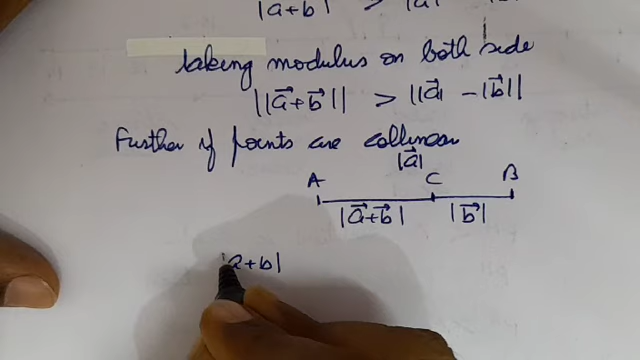 |a+b| > |a|
taking modulus on both side
||a⃗+b⃗|| > ||a⃗| - |b⃗||
Further if points are collinear
|a⃗|
A C B
|a⃗+b⃗| |b⃗|
|a+b|